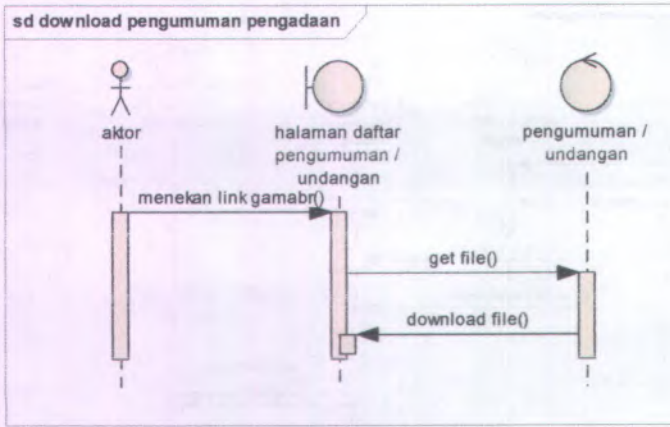 sd download pengumuman pengadaan
aktor
halaman daftar
pengumuman /
undangan
pengumuman /
undangan
menekan link gamabr()
get file()
download file()